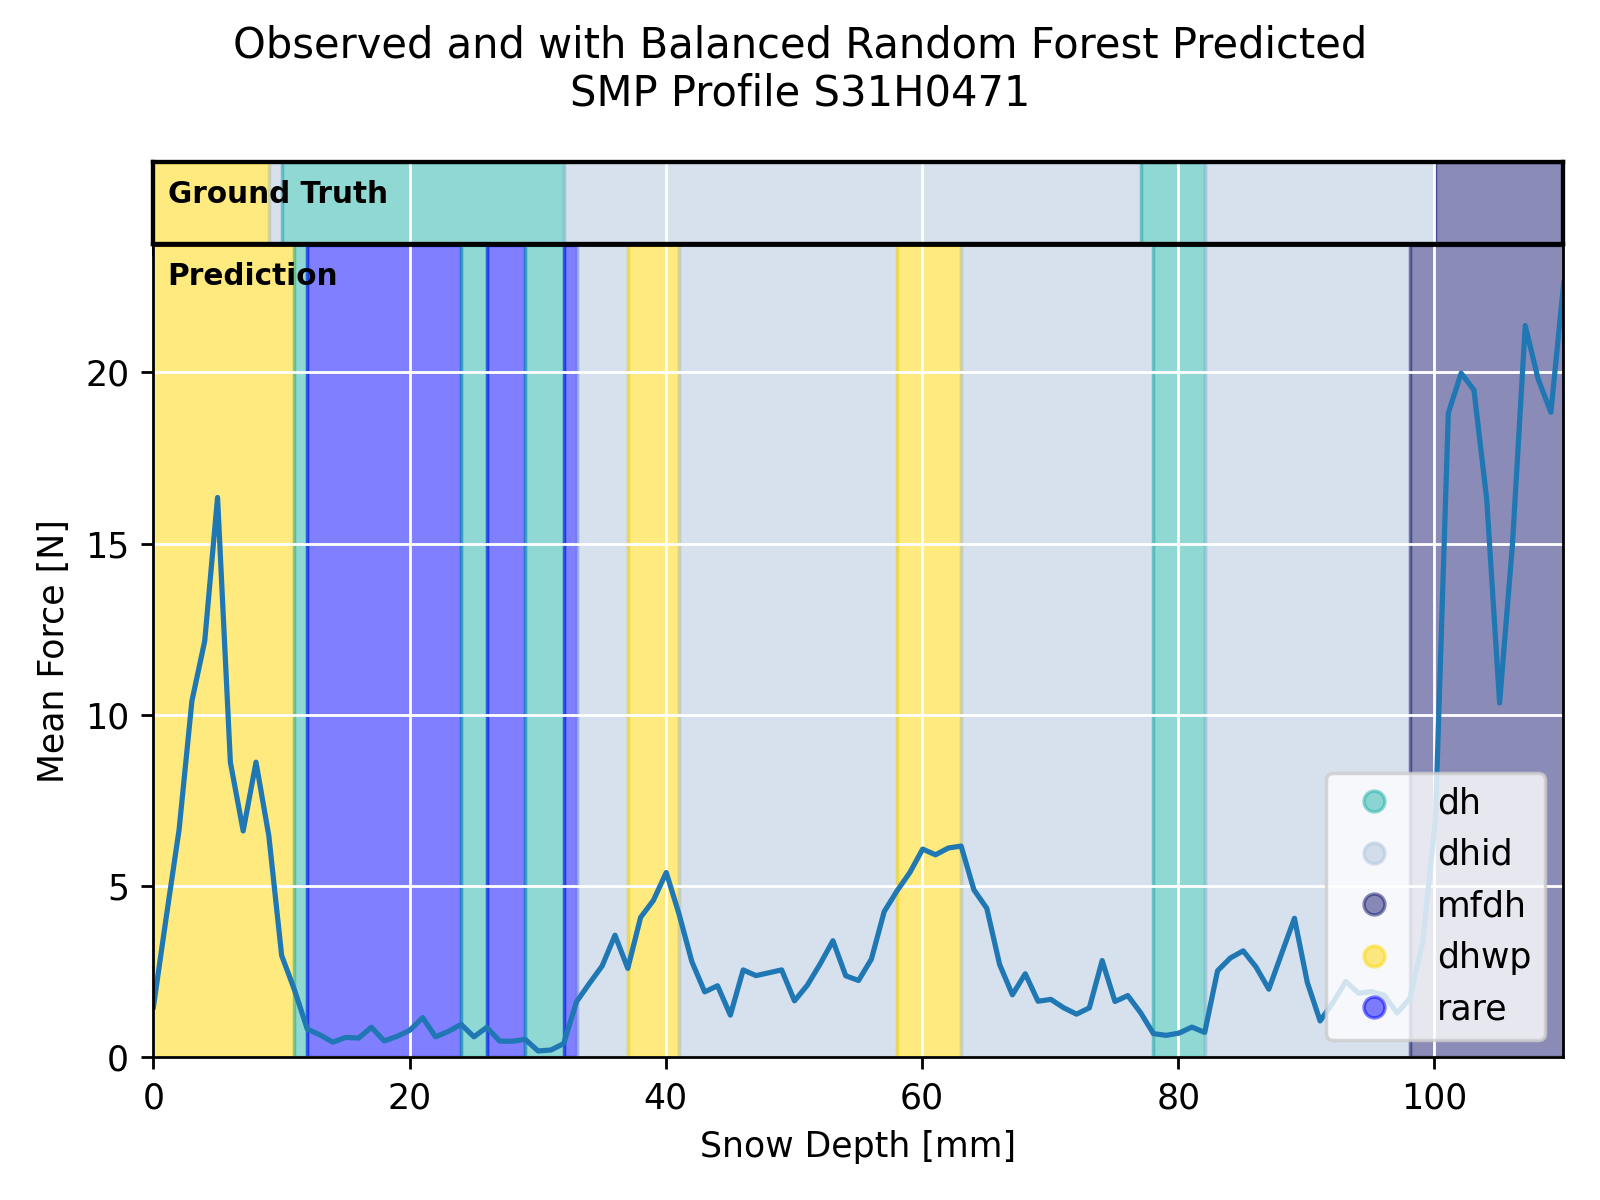 Observed and with Balanced Random Forest Predicted
SMP Profile S31H0471
Ground Truth
Prediction
20
15
10
5
0
Mean Force [N]
dh
dhid
mfdh
dhwp
rare
0 20 40 60 80 100
Snow Depth [mm]